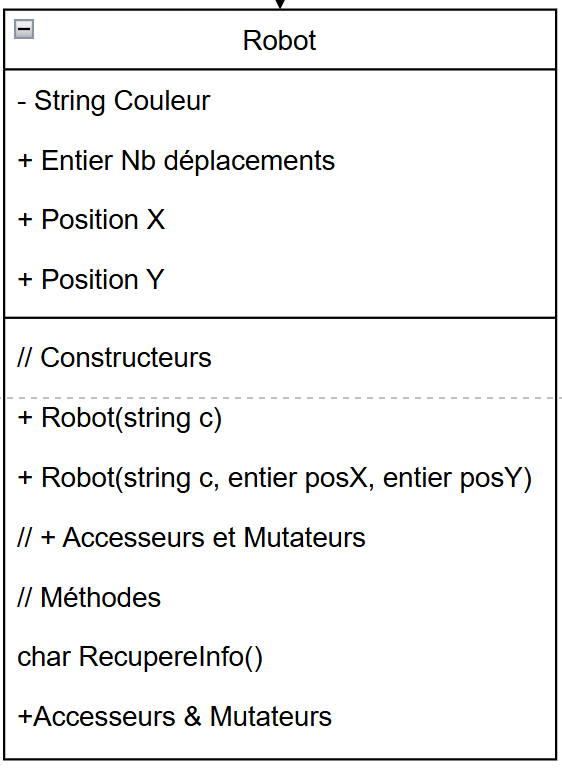 Robot
- String Couleur
+ Entier Nb déplacements
+ Position X
+ Position Y
// Constructeurs
+ Robot(string c)
+ Robot(string c, entier posX, entier posY)
// + Accesseurs et Mutateurs
// Méthodes
char RecupereInfo()
+Accesseurs & Mutateurs